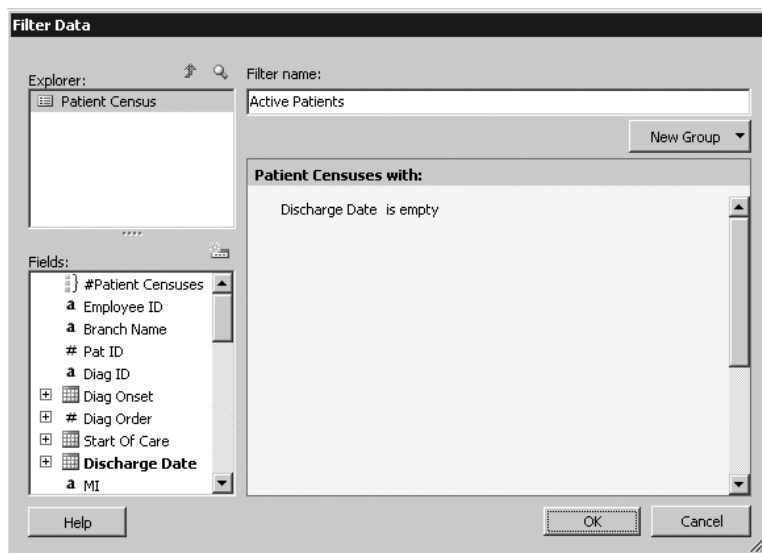 Filter Data
Explorer:
Patient Census
Filter name:
Active Patients
New Group
Patient Censuses with:
Discharge Date is empty
Fields:
#Patient Censuses
a Employee ID
a Branch Name
# Pat ID
a Diag ID
Diag Onset
# Diag Order
Start Of Care
Discharge Date
a MI
Help
OK
Cancel